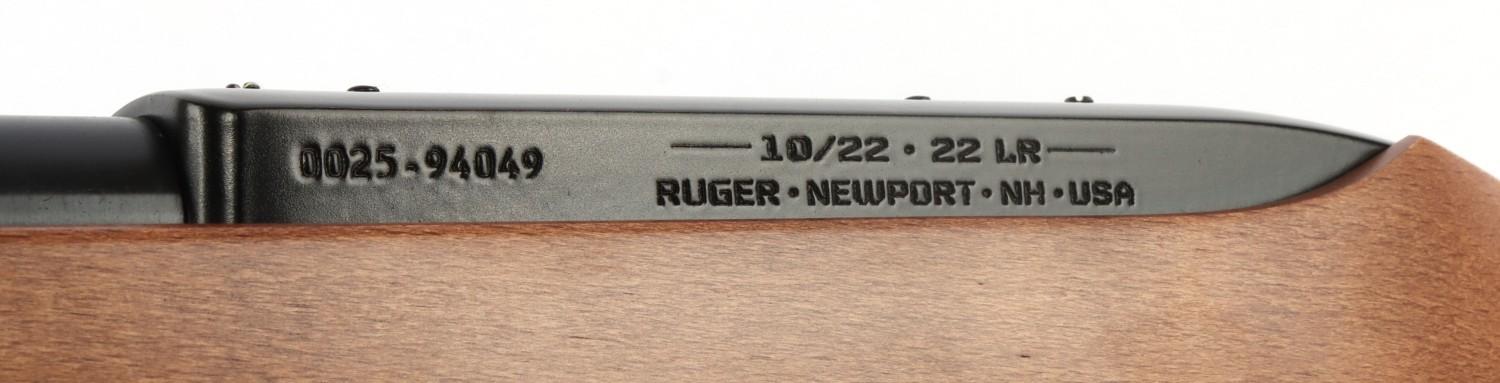 0025-94049
10/22 • 22 LR
RUGER • NEWPORT • NH • USA